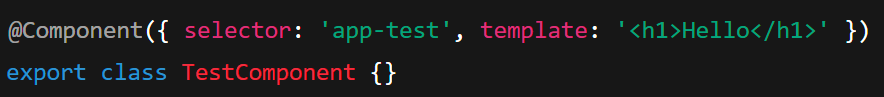 @Component({ selector: 'app-test', template: '<h1>Hello</h1>' })
export class TestComponent {}